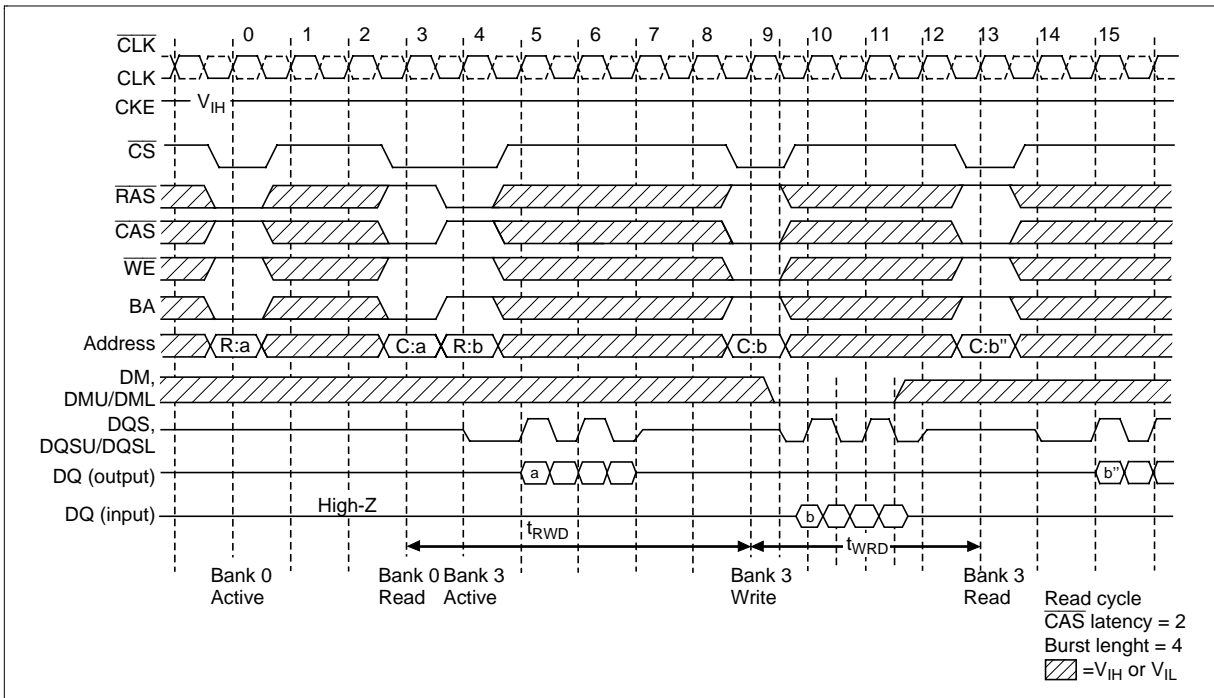 0 1 2 3 4 5 6 7 8 9 10 11 12 13 14 15
CLK
CLK
CKE
VIH
CS
RAS
CAS
WE
BA
Address
R:a
C:a
R:b
C:b
C:b"
DM,
DMU/DML
DQS,
DQSU/DQSL
DQ (output)
a
b"
High-Z
DQ (input)
b
tRWD
tWRD
Bank 0
Active
Bank 0
Read
Bank 3
Active
Bank 3
Write
Bank 3
Read
Read cycle
CAS latency = 2
Burst lenght = 4
=VIH or VIL